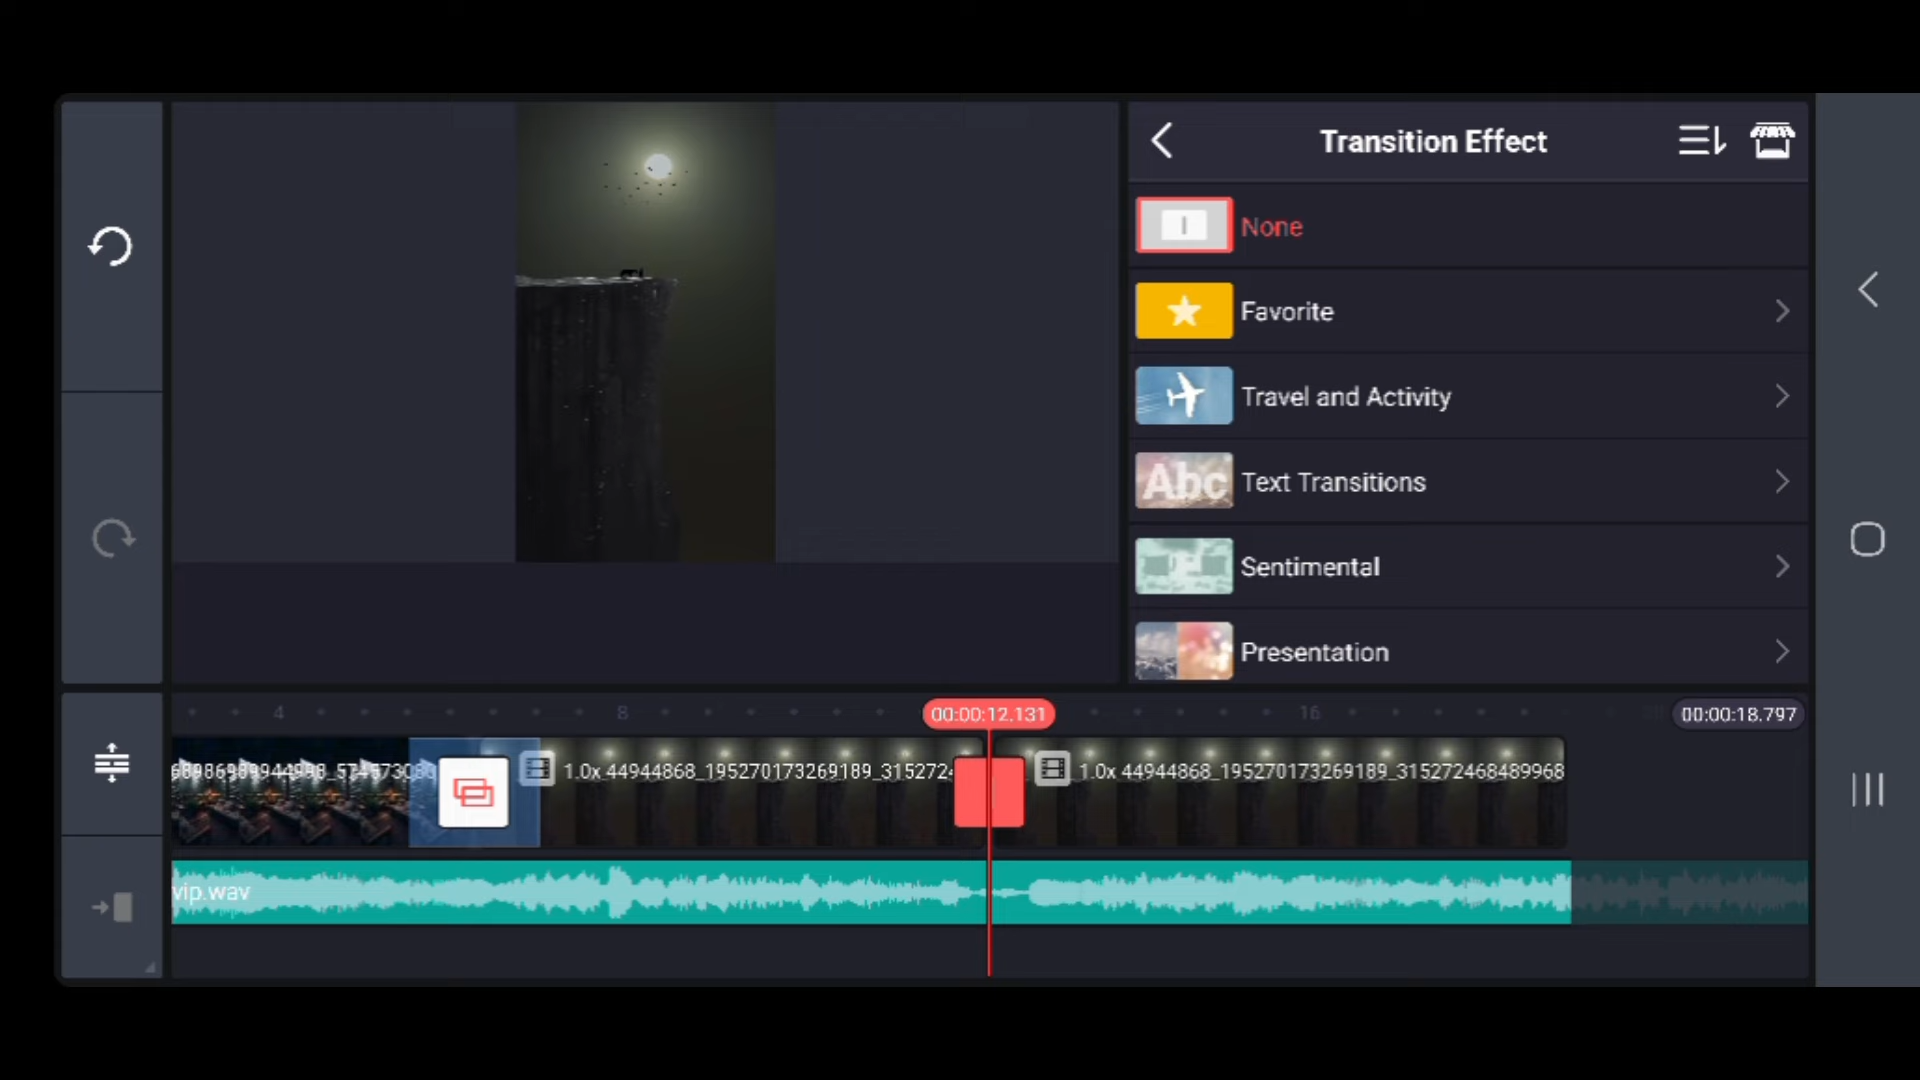 Transition Effect
None
Favorite
Travel and Activity
Abc
Text Transitions
Sentimental
Presentation
4
8
00:00:12.131
16
00:00:18.797
1.0x 44944868_195270173269189_3152724
1.0x 44944868_195270173269189_315272468489968
vip.wav